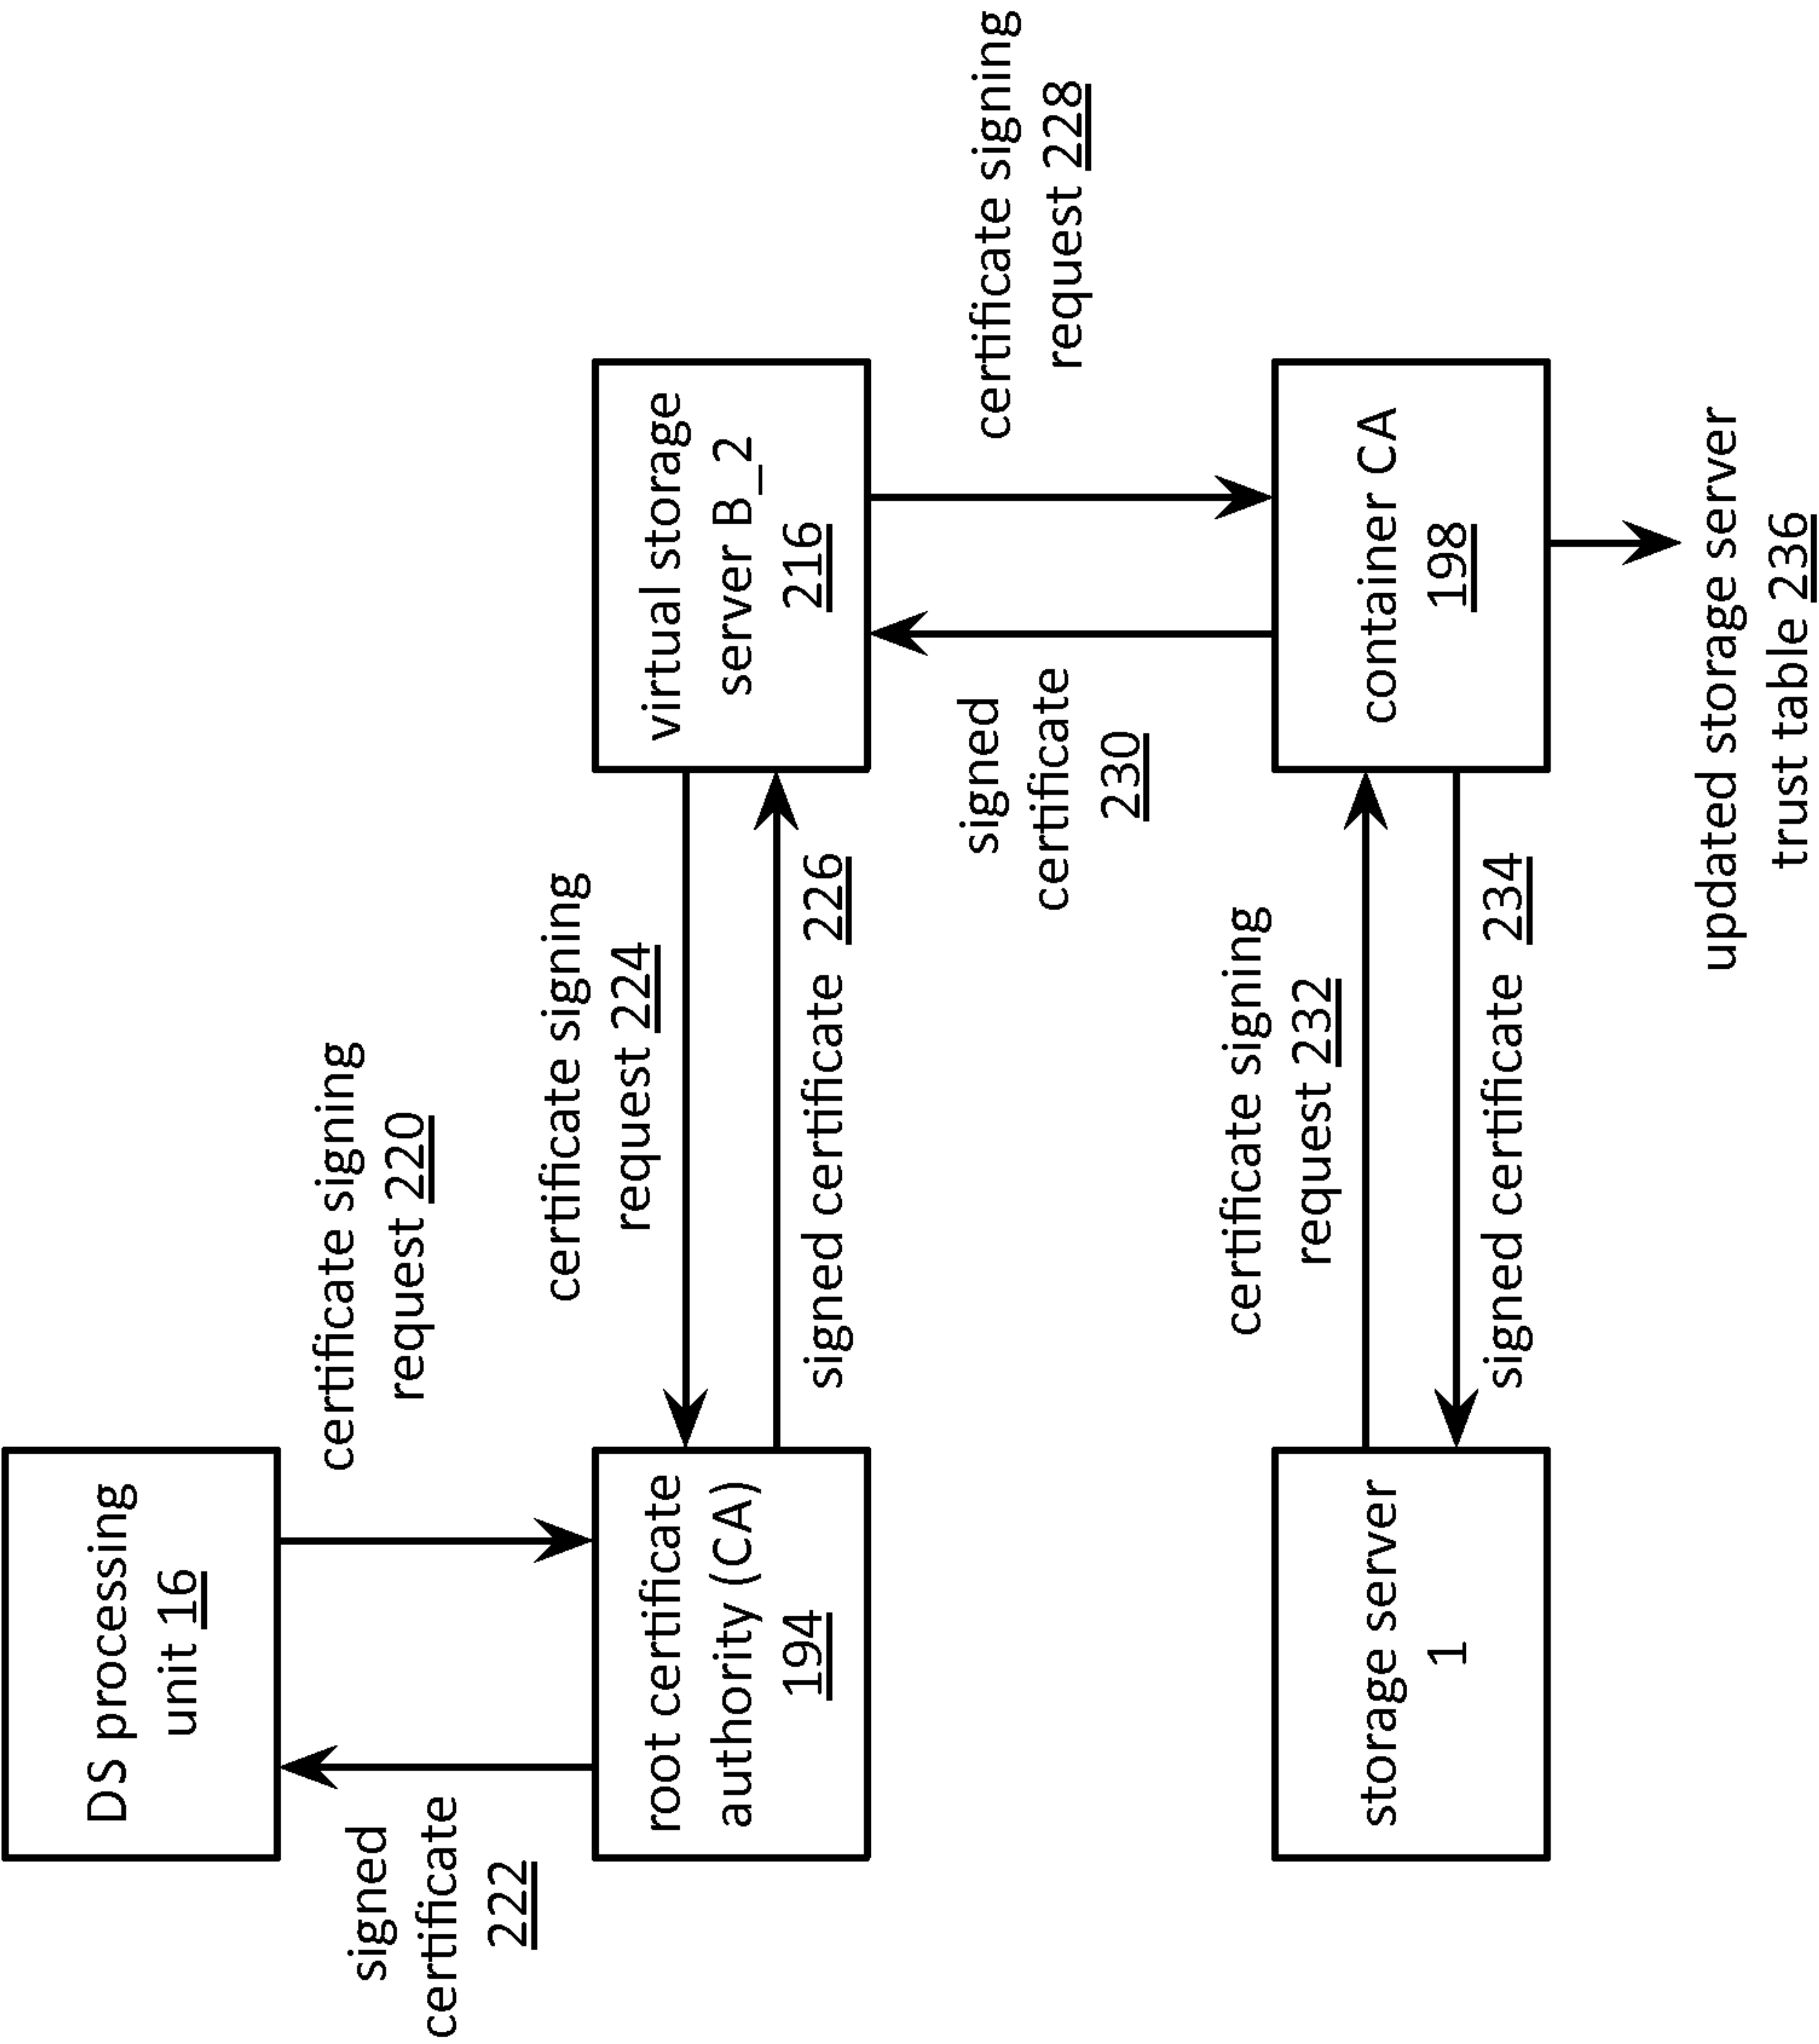 DS processing
unit 16
signed
certificate
222
certificate signing
request 220
root certificate
authority (CA)
194
certificate signing
request 224
signed certificate 226
virtual storage
server B_2
216
signed
certificate
230
certificate signing
request 228
storage server
1
certificate signing
request 232
signed certificate 234
container CA
198
updated storage server
trust table 236